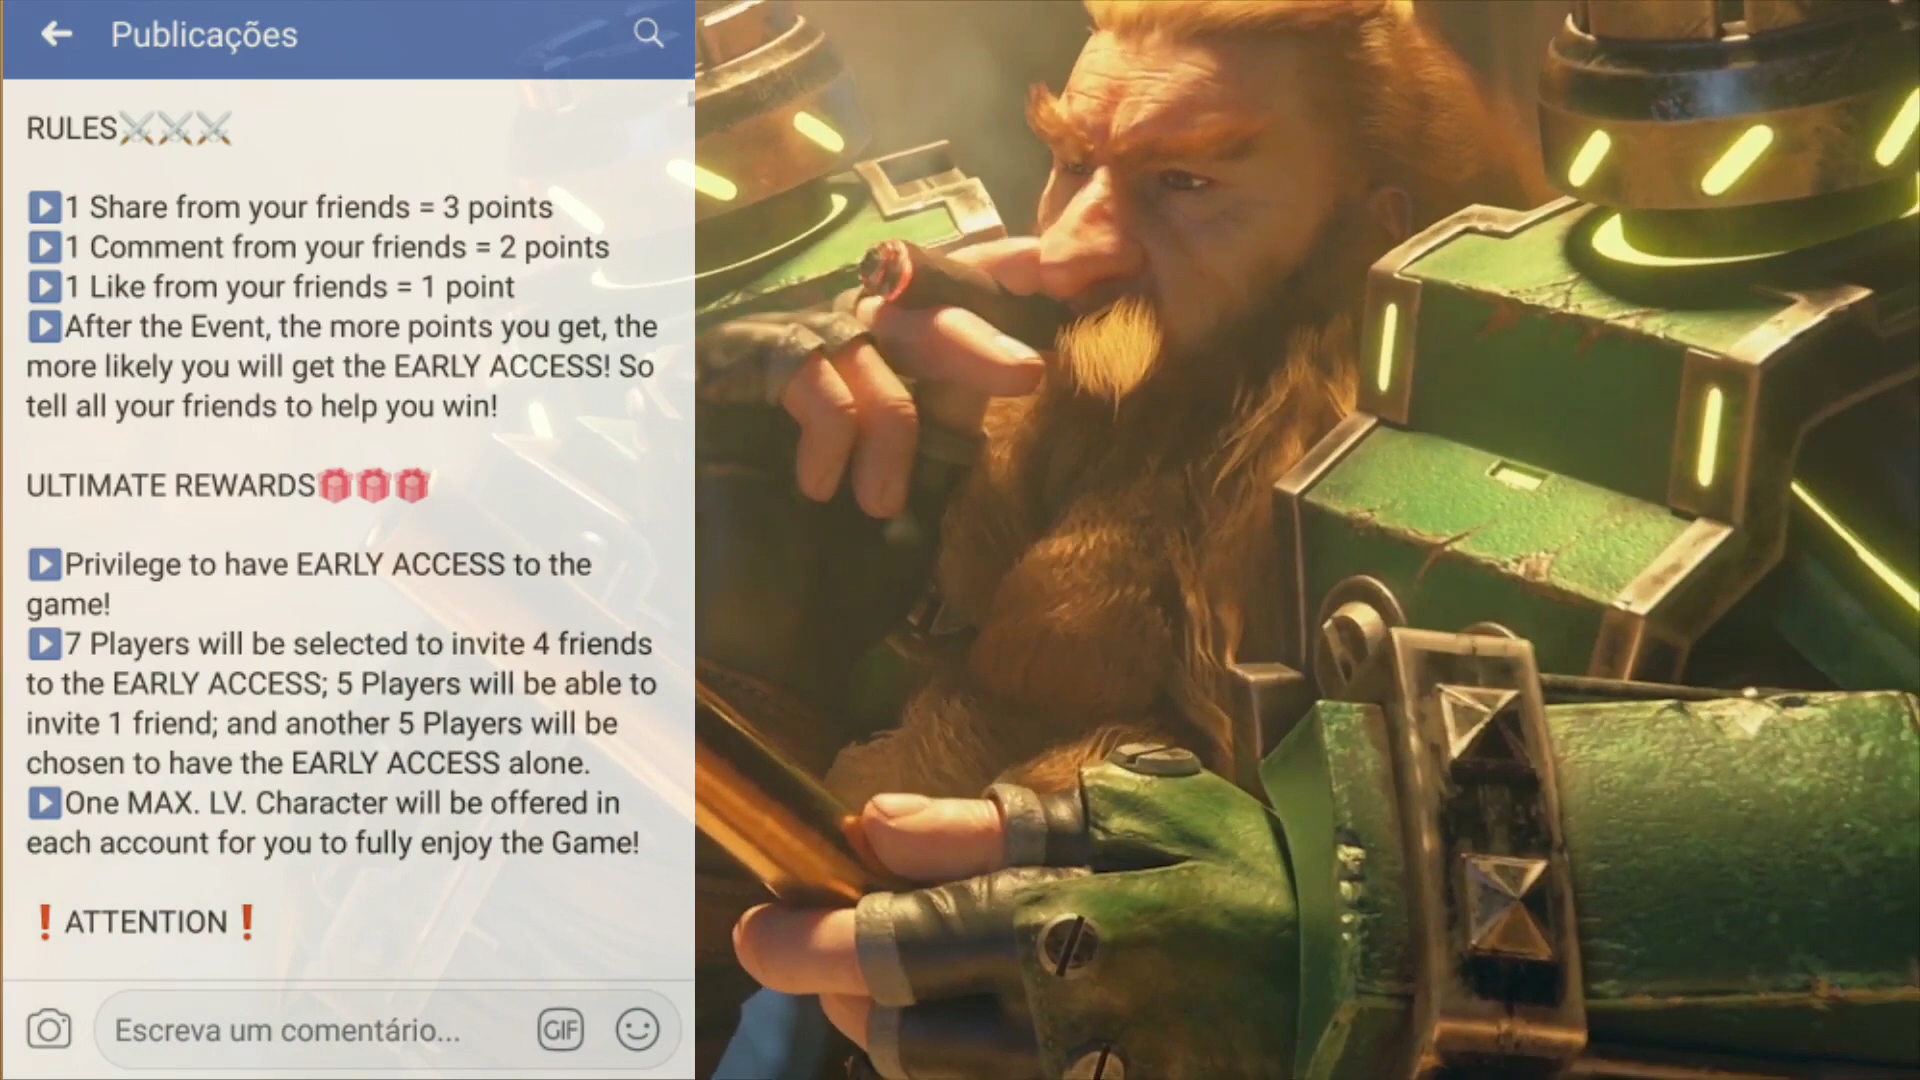 Publicações
RULES⚔️⚔️⚔️
▶️1 Share from your friends = 3 points
▶️1 Comment from your friends = 2 points
▶️1 Like from your friends = 1 point
▶️After the Event, the more points you get, the
more likely you will get the EARLY ACCESS! So
tell all your friends to help you win!
ULTIMATE REWARDS🎁🎁🎁
▶️Privilege to have EARLY ACCESS to the
game!
▶️7 Players will be selected to invite 4 friends
to the EARLY ACCESS; 5 Players will be able to
invite 1 friend; and another 5 Players will be
chosen to have the EARLY ACCESS alone.
▶️One MAX. LV. Character will be offered in
each account for you to fully enjoy the Game!
❗ATTENTION❗
Escreva um comentário... GIF